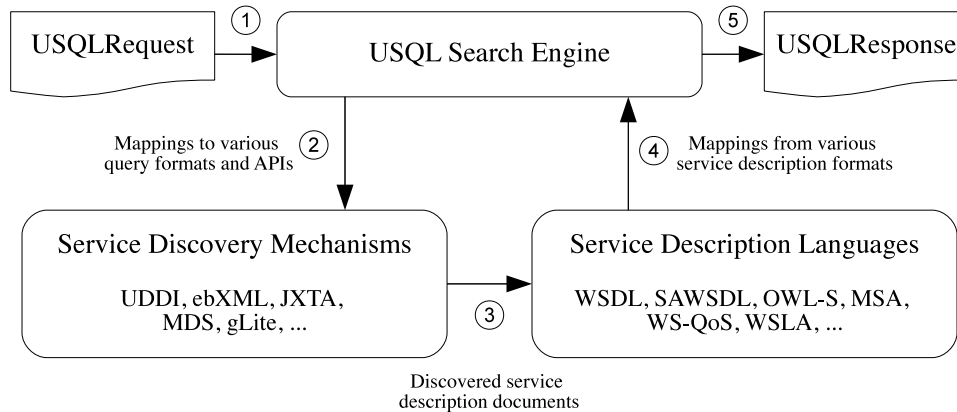 1
5
USQLRequest
USQL Search Engine
USQLResponse
Mappings to various
query formats and APIs
2
4
Mappings from various
service description formats
Service Discovery Mechanisms
UDDI, ebXML, JXTA,
MDS, gLite, ...
3
Service Description Languages
WSDL, SAWSDL, OWL-S, MSA,
WS-QoS, WSLA, ...
Discovered service
description documents